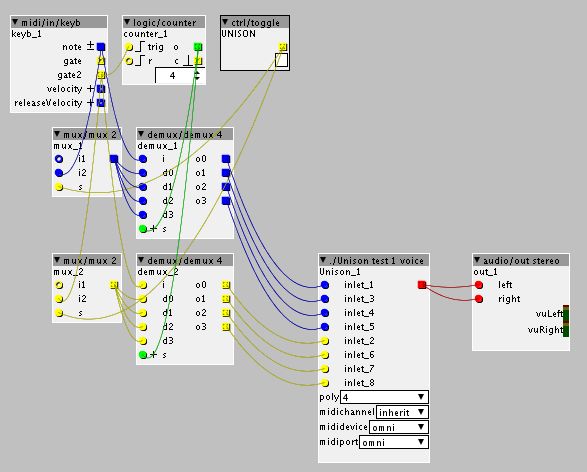 midi/in/keyb
keyb_1
note ±
gate
gate2
velocity +
releaseVelocity +
logic/counter
counter_1
trig o
r c
4
ctrl/toggle
UNISON
mux/mux 2
mux_1
i1
i2
s
demux/demux 4
demux_1
i o0
d0 o1
d1 o2
d2 o3
d3
+ s
mux/mux 2
mux_2
i1
i2
s
demux/demux 4
demux_2
i o0
d0 o1
d1 o2
d2 o3
d3
+ s
./Unison test 1 voice
Unison_1
inlet_1
inlet_3
inlet_4
inlet_5
inlet_2
inlet_6
inlet_7
inlet_8
poly 4
midichannel inherit
mididevice omni
midiport omni
audio/out stereo
out_1
left
right
vuLeft
vuRight